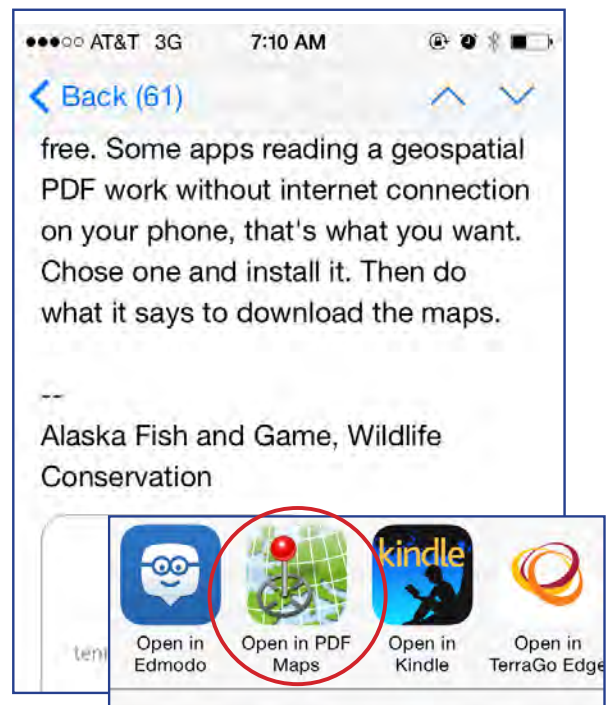 ●●●○○ AT&T 3G 7:10 AM
Back (61)
free. Some apps reading a geospatial
PDF work without internet connection
on your phone, that's what you want.
Chose one and install it. Then do
what it says to download the maps.
--
Alaska Fish and Game, Wildlife
Conservation
kindle
Open in Edmodo
Open in PDF Maps
Open in Kindle
Open in TerraGo Edge